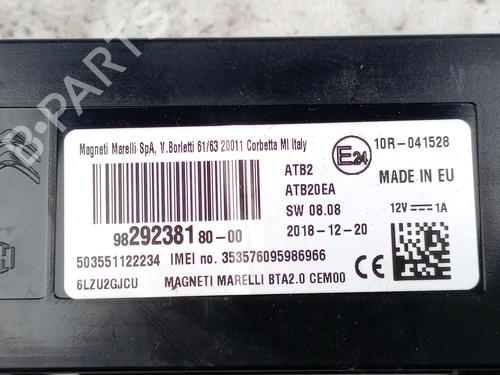 Magneti Marelli SpA, V.Borletti 61/63 20011 Corbetta MI Italy
ATB2
ATB20EA
SW 08.08
2018-12-20
E24
10R-041528
MADE IN EU
12V 1A
9829238180-00
503551122234 IMEI no. 353576095986966
6LZU2GJCU MAGNETI MARELLI BTA2.0 CEM00
B-PARTS